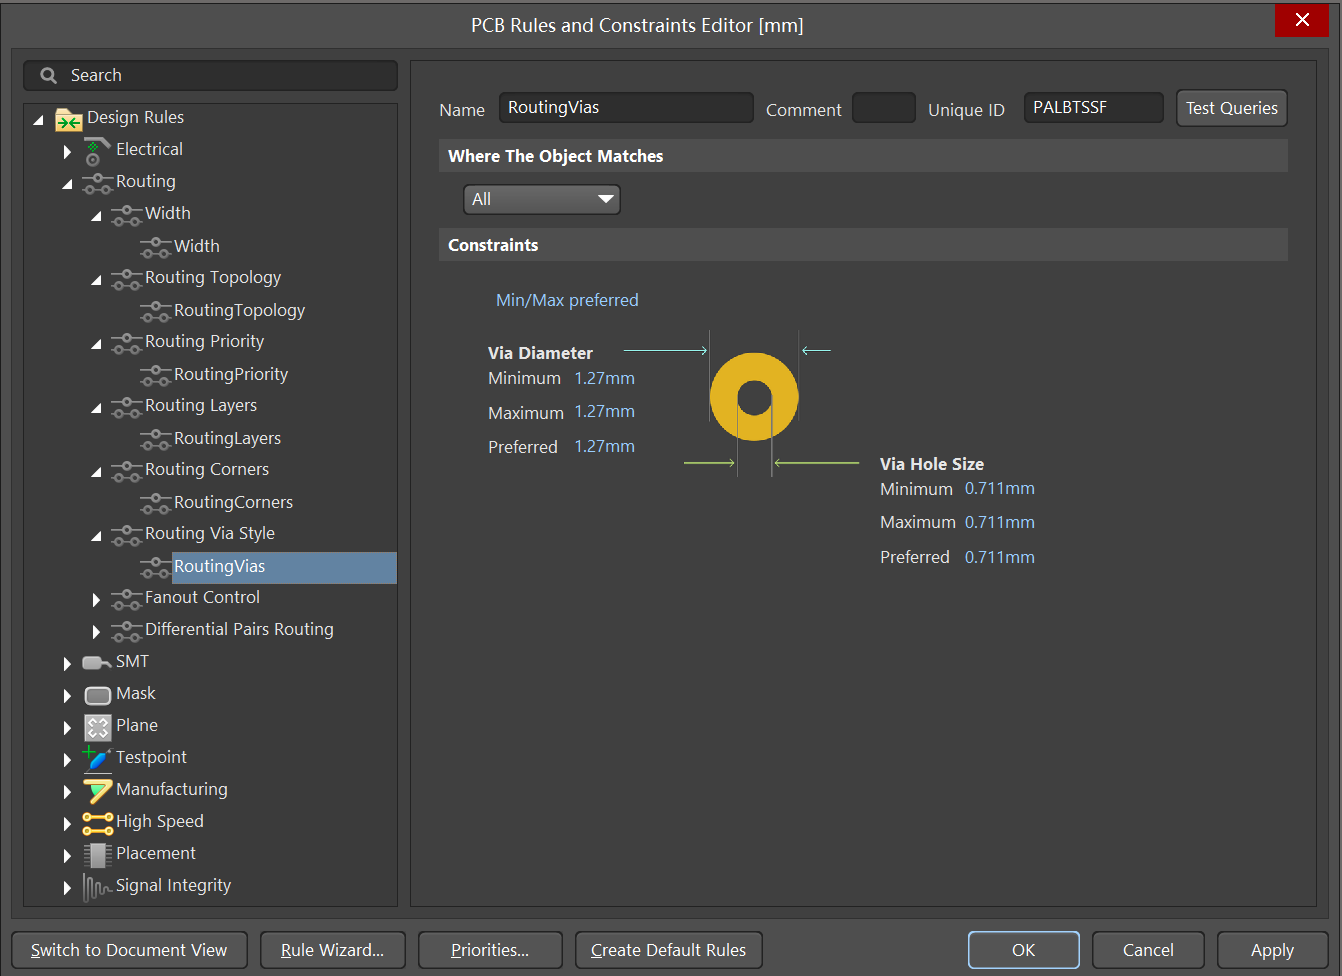 PCB Rules and Constraints Editor [mm]
Search
Design Rules
Electrical
Routing
Width
Width
Routing Topology
RoutingTopology
Routing Priority
RoutingPriority
Routing Layers
RoutingLayers
Routing Corners
RoutingCorners
Routing Via Style
RoutingVias
Fanout Control
Differential Pairs Routing
SMT
Mask
Plane
Testpoint
Manufacturing
High Speed
Placement
Signal Integrity
Name RoutingVias Comment Unique ID PALBTSSF Test Queries
Where The Object Matches
All
Constraints
Min/Max preferred
Via Diameter
Minimum 1.27mm
Maximum 1.27mm
Preferred 1.27mm
Via Hole Size
Minimum 0.711mm
Maximum 0.711mm
Preferred 0.711mm
Switch to Document View Rule Wizard... Priorities... Create Default Rules OK Cancel Apply